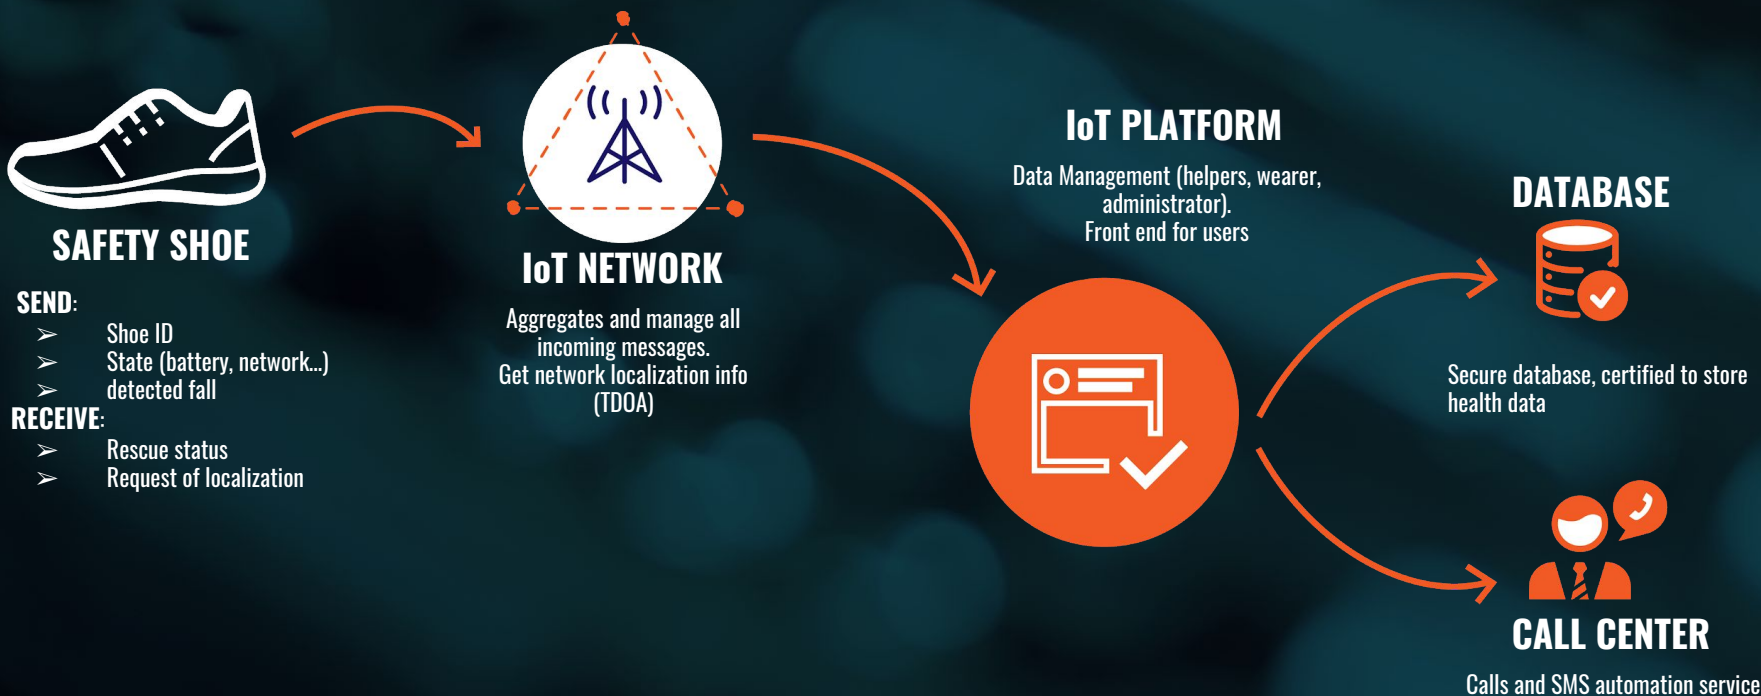 SAFETY SHOE
SEND:
➢ Shoe ID
➢ State (battery, network...)
➢ detected fall
RECEIVE:
➢ Rescue status
➢ Request of localization
IoT NETWORK
Aggregates and manage all
incoming messages.
Get network localization info
(TDOA)
IoT PLATFORM
Data Management (helpers, wearer,
administrator).
Front end for users
DATABASE
Secure database, certified to store
health data
CALL CENTER
Calls and SMS automation service